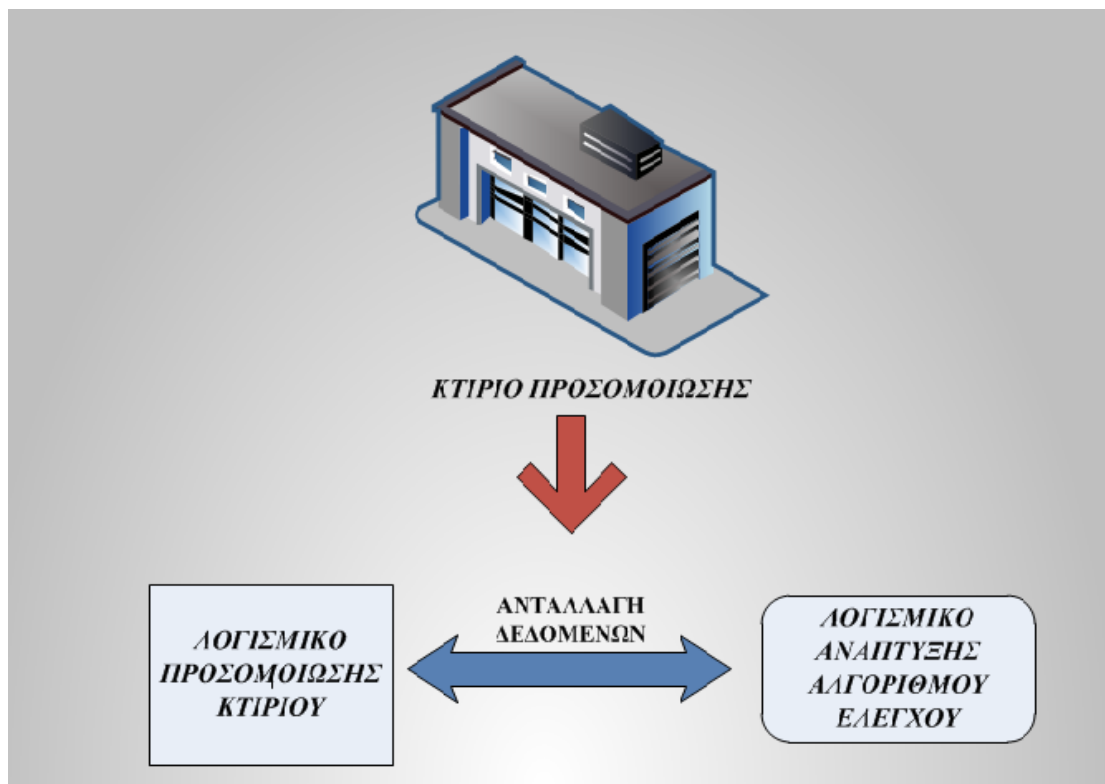 ΚΤΙΡΙΟ ΠΡΟΣΟΜΟΙΩΣΗΣ
ΑΝΤΑΛΛΑΓΗ
ΔΕΔΟΜΕΝΩΝ
ΛΟΓΙΣΜΙΚΟ
ΠΡΟΣΟΜΟΙΩΣΗΣ
ΚΤΙΡΙΟΥ
ΛΟΓΙΣΜΙΚΟ
ΑΝΑΠΤΥΞΗΣ
ΑΛΓΟΡΙΘΜΟΥ
ΕΛΕΓΧΟΥ